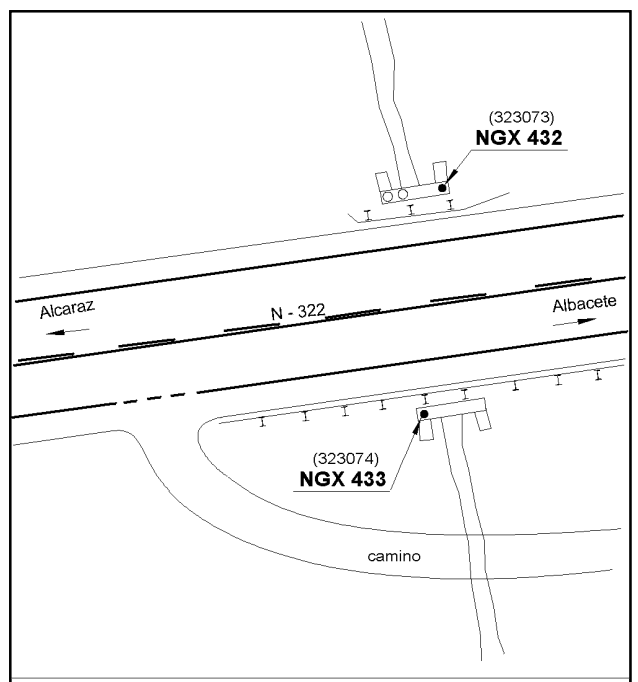 (323073)
NGX 432
Alcaraz
N - 322
Albacete
(323074)
NGX 433
camino